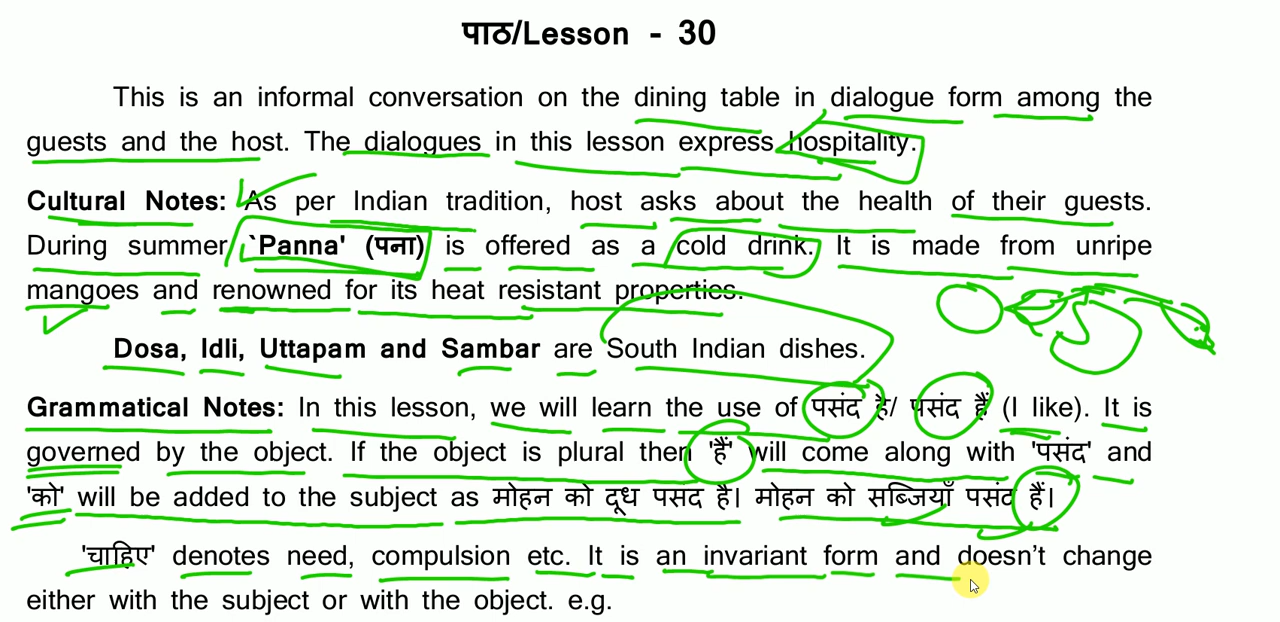 पाठ/Lesson - 30
This is an informal conversation on the dining table in dialogue form among the
guests and the host. The dialogues in this lesson express hospitality.
Cultural Notes: As per Indian tradition, host asks about the health of their guests.
During summer `Panna' (पना) is offered as a cold drink. It is made from unripe
mangoes and renowned for its heat resistant properties.
Dosa, Idli, Uttapam and Sambar are South Indian dishes.
Grammatical Notes: In this lesson, we will learn the use of पसंद है/ पसंद हैं (I like). It is
governed by the object. If the object is plural then 'हैं' will come along with 'पसंद' and
'को' will be added to the subject as मोहन को दूध पसंद है। मोहन को सब्जियाँ पसंद हैं।
'चाहिए' denotes need, compulsion etc. It is an invariant form and doesn't change
either with the subject or with the object. e.g.